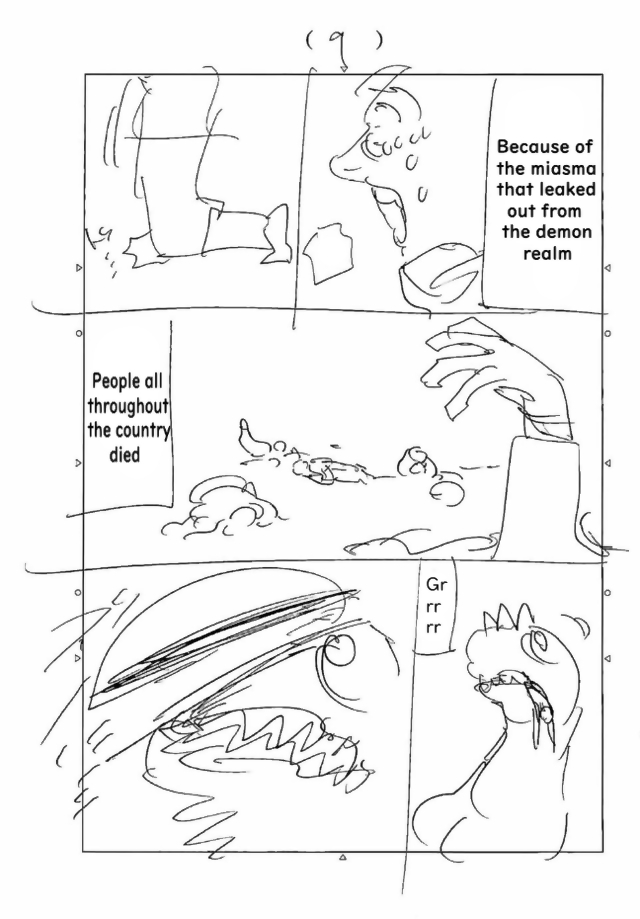 ( 9 )
Because of
the miasma
that leaked
out from
the demon
realm
People all
throughout
the country
died
Gr
rr
rr